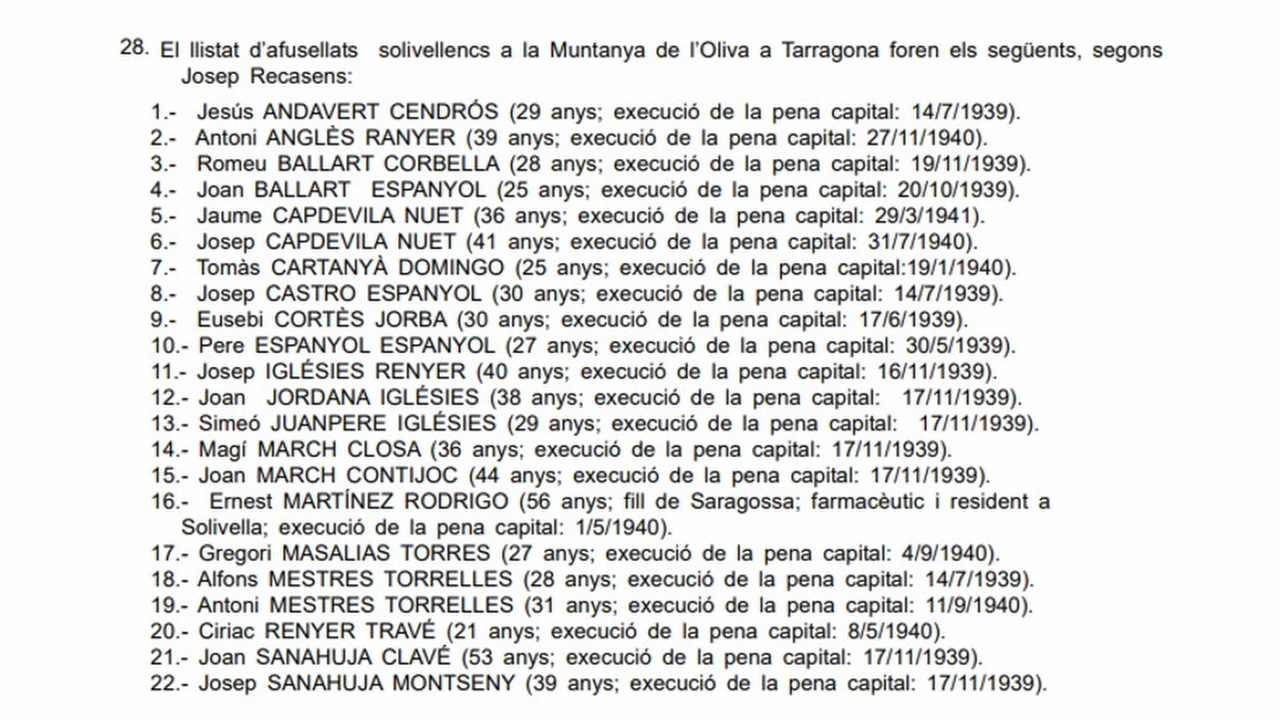 28. El llistat d'afusellats solivellencs a la Muntanya de l'Oliva a Tarragona foren els següents, segons
Josep Recasens:
1.- Jesús ANDAVERT CENDRÓS (29 anys; execució de la pena capital: 14/7/1939).
2.- Antoni ANGLÈS RANYER (39 anys; execució de la pena capital: 27/11/1940).
3.- Romeu BALLART CORBELLA (28 anys; execució de la pena capital: 19/11/1939).
4.- Joan BALLART ESPANYOL (25 anys; execució de la pena capital: 20/10/1939).
5.- Jaume CAPDEVILA NUET (36 anys; execució de la pena capital: 29/3/1941).
6.- Josep CAPDEVILA NUET (41 anys; execució de la pena capital: 31/7/1940).
7.- Tomàs CARTANYÀ DOMINGO (25 anys; execució de la pena capital:19/1/1940).
8.- Josep CASTRO ESPANYOL (30 anys; execució de la pena capital: 14/7/1939).
9.- Eusebi CORTÈS JORBA (30 anys; execució de la pena capital: 17/6/1939).
10.- Pere ESPANYOL ESPANYOL (27 anys; execució de la pena capital: 30/5/1939).
11.- Josep IGLÉSIES RENYER (40 anys; execució de la pena capital: 16/11/1939).
12.- Joan JORDANA IGLÉSIES (38 anys; execució de la pena capital: 17/11/1939).
13.- Simeó JUANPERE IGLÉSIES (29 anys; execució de la pena capital: 17/11/1939).
14.- Magí MARCH CLOSA (36 anys; execució de la pena capital: 17/11/1939).
15.- Joan MARCH CONTIJOC (44 anys; execució de la pena capital: 17/11/1939).
16.- Ernest MARTÍNEZ RODRIGO (56 anys; fill de Saragossa; farmacèutic i resident a
Solivella; execució de la pena capital: 1/5/1940).
17.- Gregori MASALIAS TORRES (27 anys; execució de la pena capital: 4/9/1940).
18.- Alfons MESTRES TORRELLES (28 anys; execució de la pena capital: 14/7/1939).
19.- Antoni MESTRES TORRELLES (31 anys; execució de la pena capital: 11/9/1940).
20.- Ciriac RENYER TRAVÉ (21 anys; execució de la pena capital: 8/5/1940).
21.- Joan SANAHUJA CLAVÉ (53 anys; execució de la pena capital: 17/11/1939).
22.- Josep SANAHUJA MONTSENY (39 anys; execució de la pena capital: 17/11/1939).